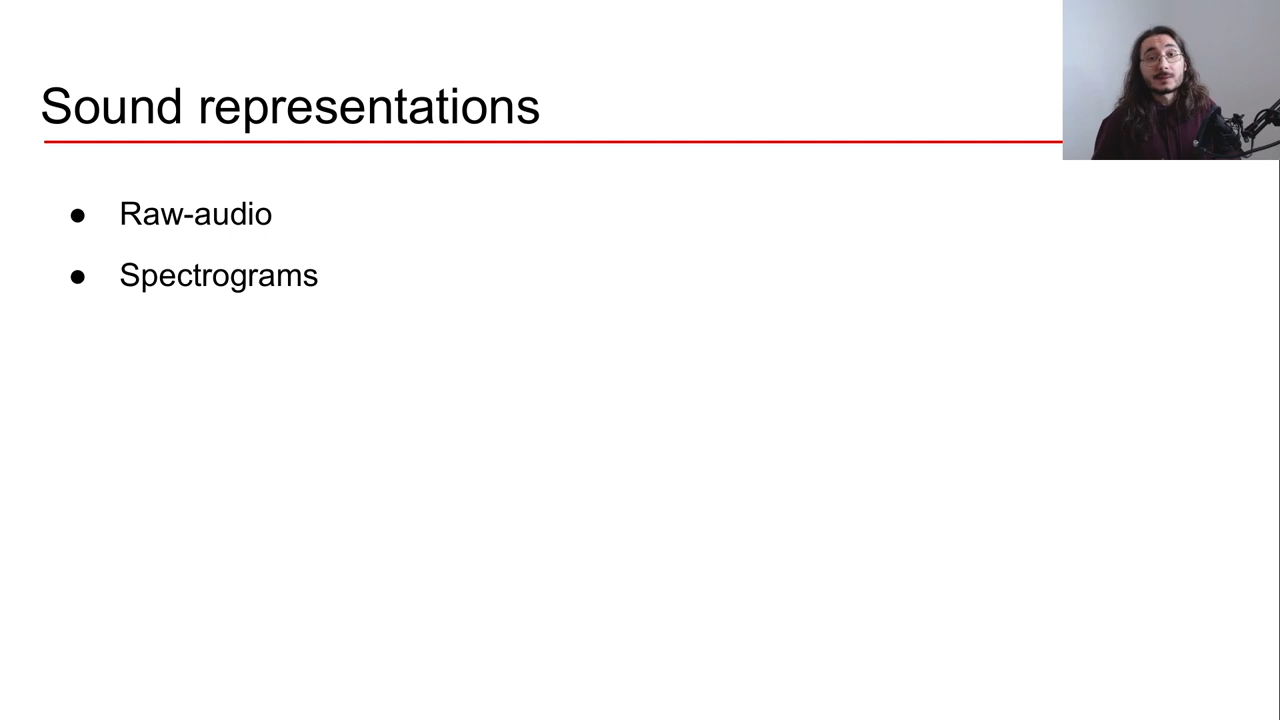 Sound representations
● Raw-audio
● Spectrograms